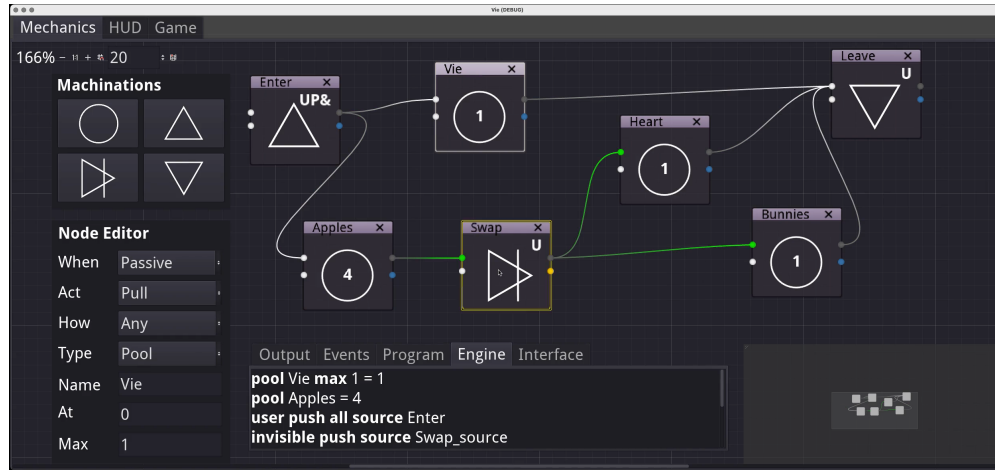 Vie (DEBUG)
Mechanics HUD Game
166% − 1:1 + 20
Machinations
Node Editor
When Passive
Act Pull
How Any
Type Pool
Name Vie
At 0
Max 1
Enter ×
UP&
Vie ×
1
Leave ×
U
Heart ×
1
Apples ×
4
Swap ×
U
Bunnies ×
1
Output Events Program Engine Interface
pool Vie max 1 = 1
pool Apples = 4
user push all source Enter
invisible push source Swap_source